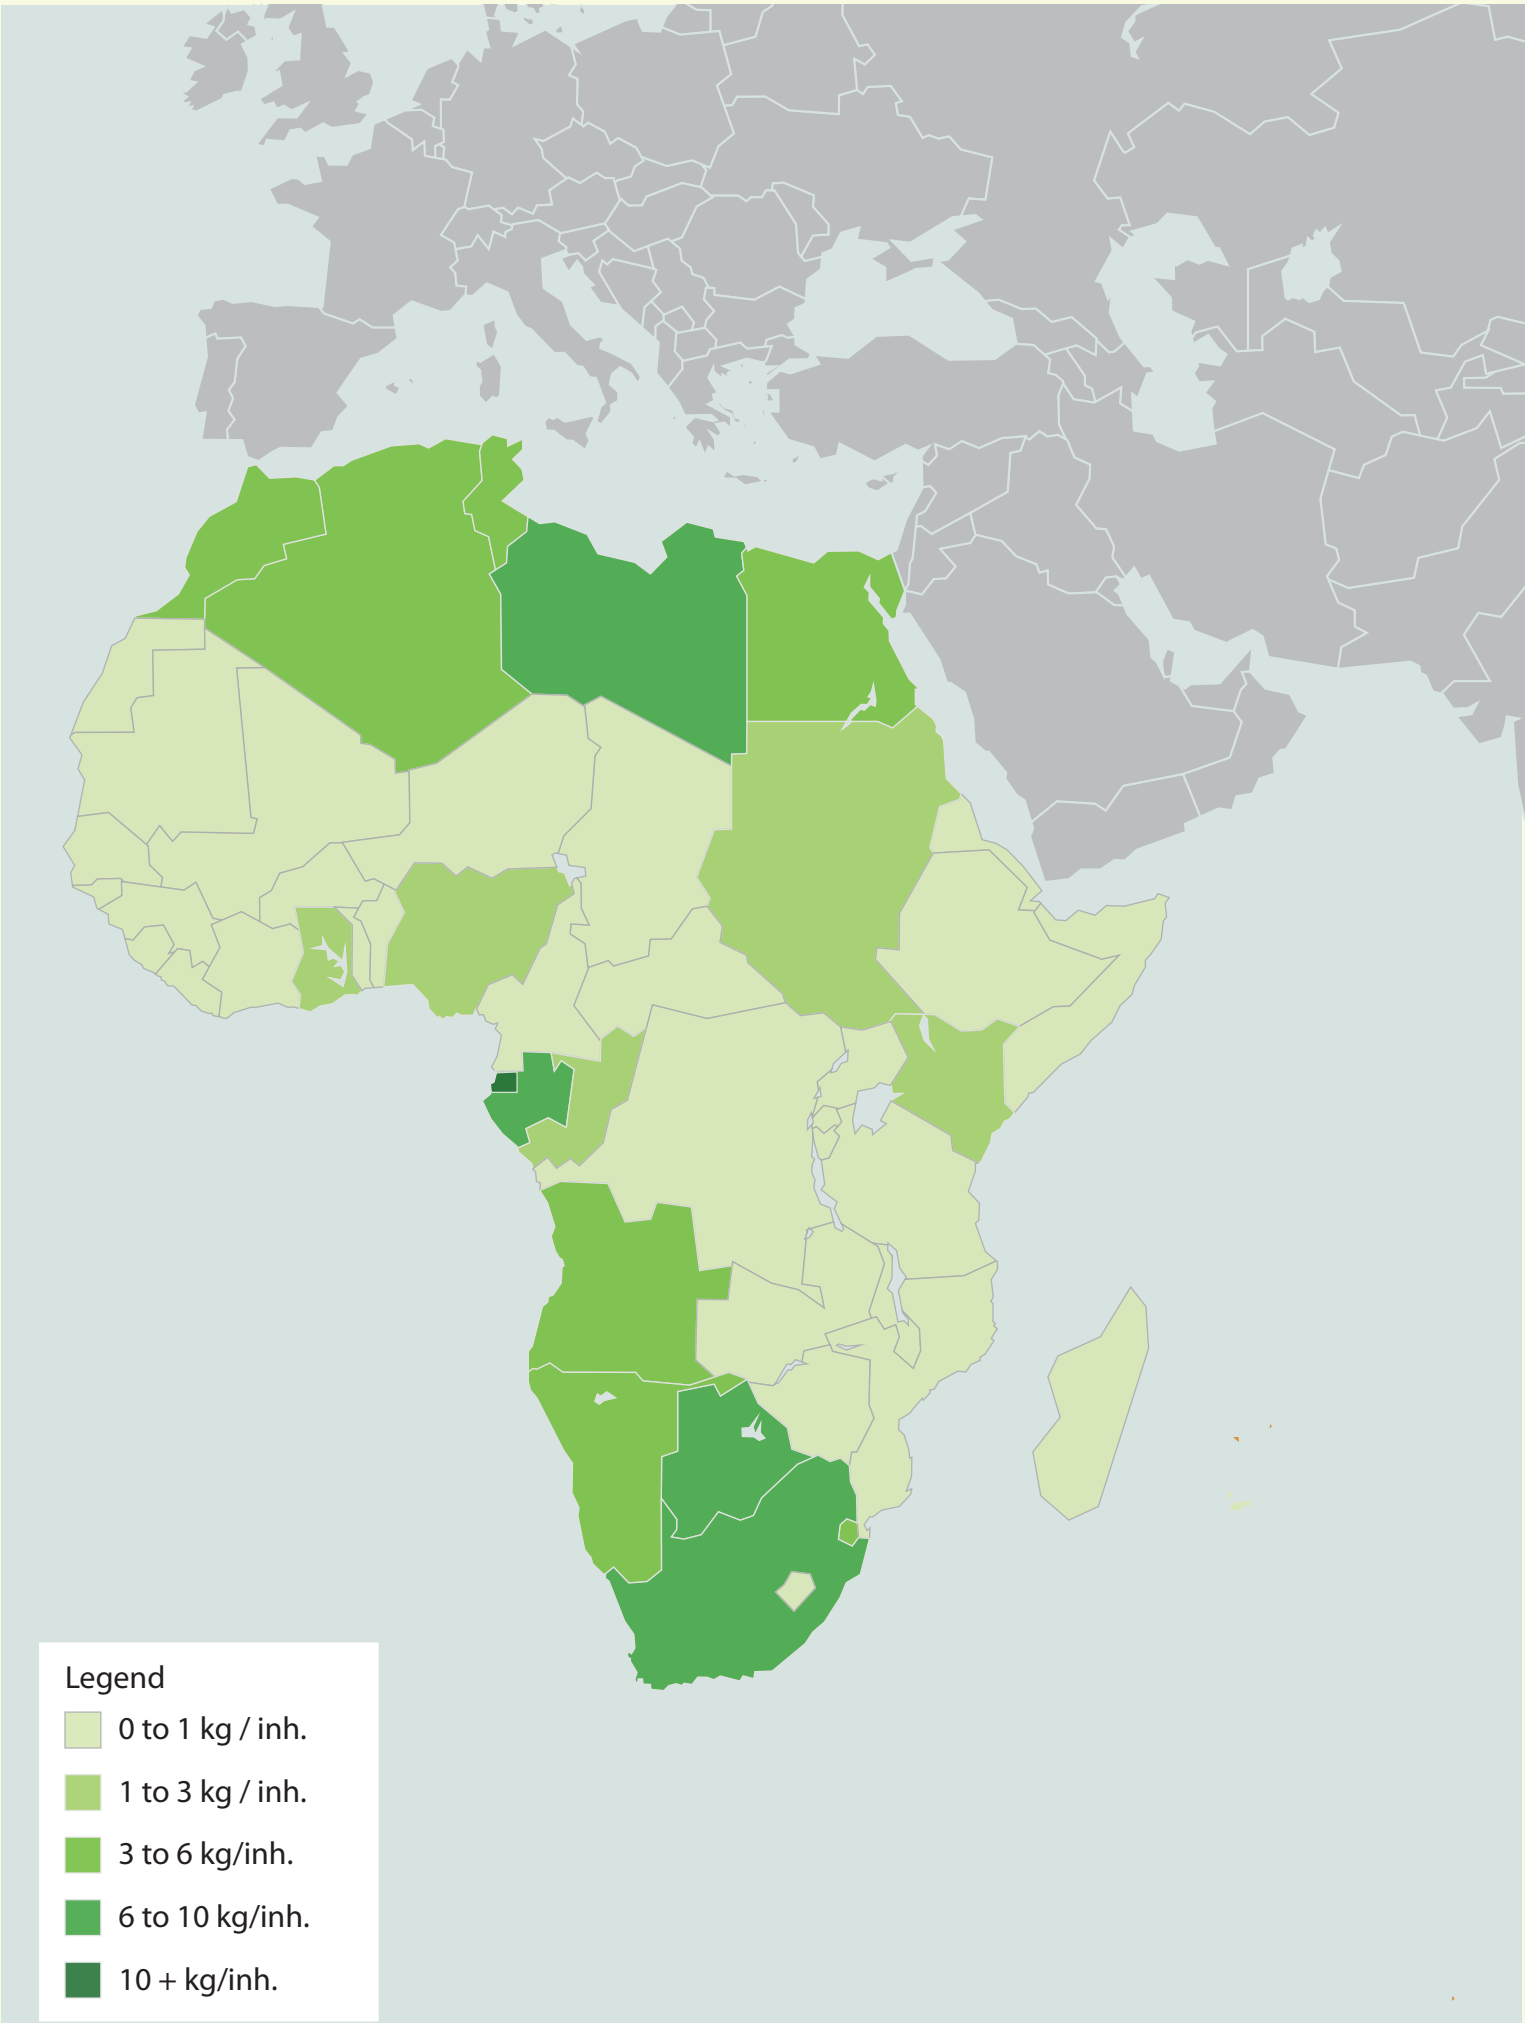 Legend
0 to 1 kg / inh.
1 to 3 kg / inh.
3 to 6 kg/inh.
6 to 10 kg/inh.
10 + kg/inh.